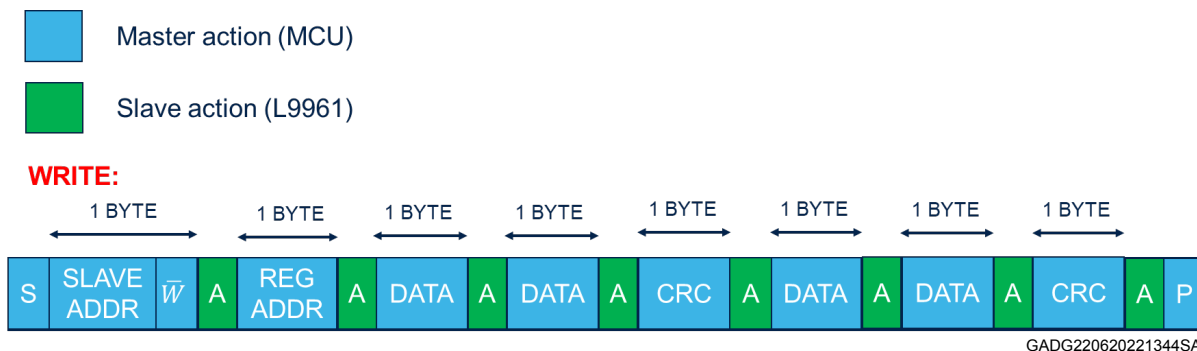 Master action (MCU)
Slave action (L9961)
WRITE:
1 BYTE 1 BYTE 1 BYTE 1 BYTE 1 BYTE 1 BYTE 1 BYTE 1 BYTE
S SLAVE ADDR W̅ A REG ADDR A DATA A DATA A CRC A DATA A DATA A CRC A P
GADG220620221344SA